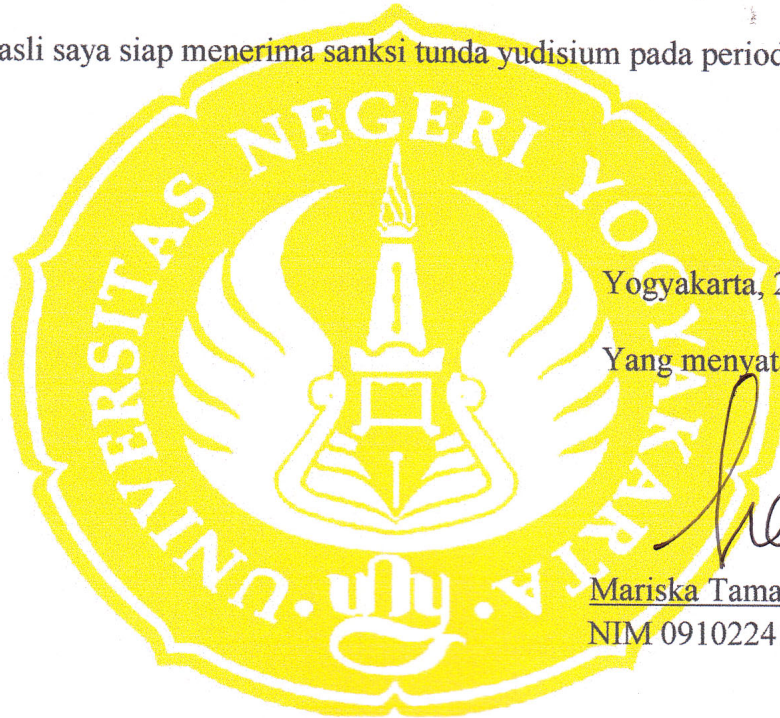 asli saya siap menerima sanksi tunda yudisium pada period
UNIVERSITAS NEGERI YOGYAKARTA
uny
Yogyakarta, 2
Yang menyat
Mariska Tama
NIM 0910224